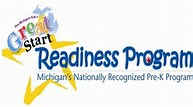 Great
Start
Readiness Program
Michigan's Nationally Recognized Pre-K Program